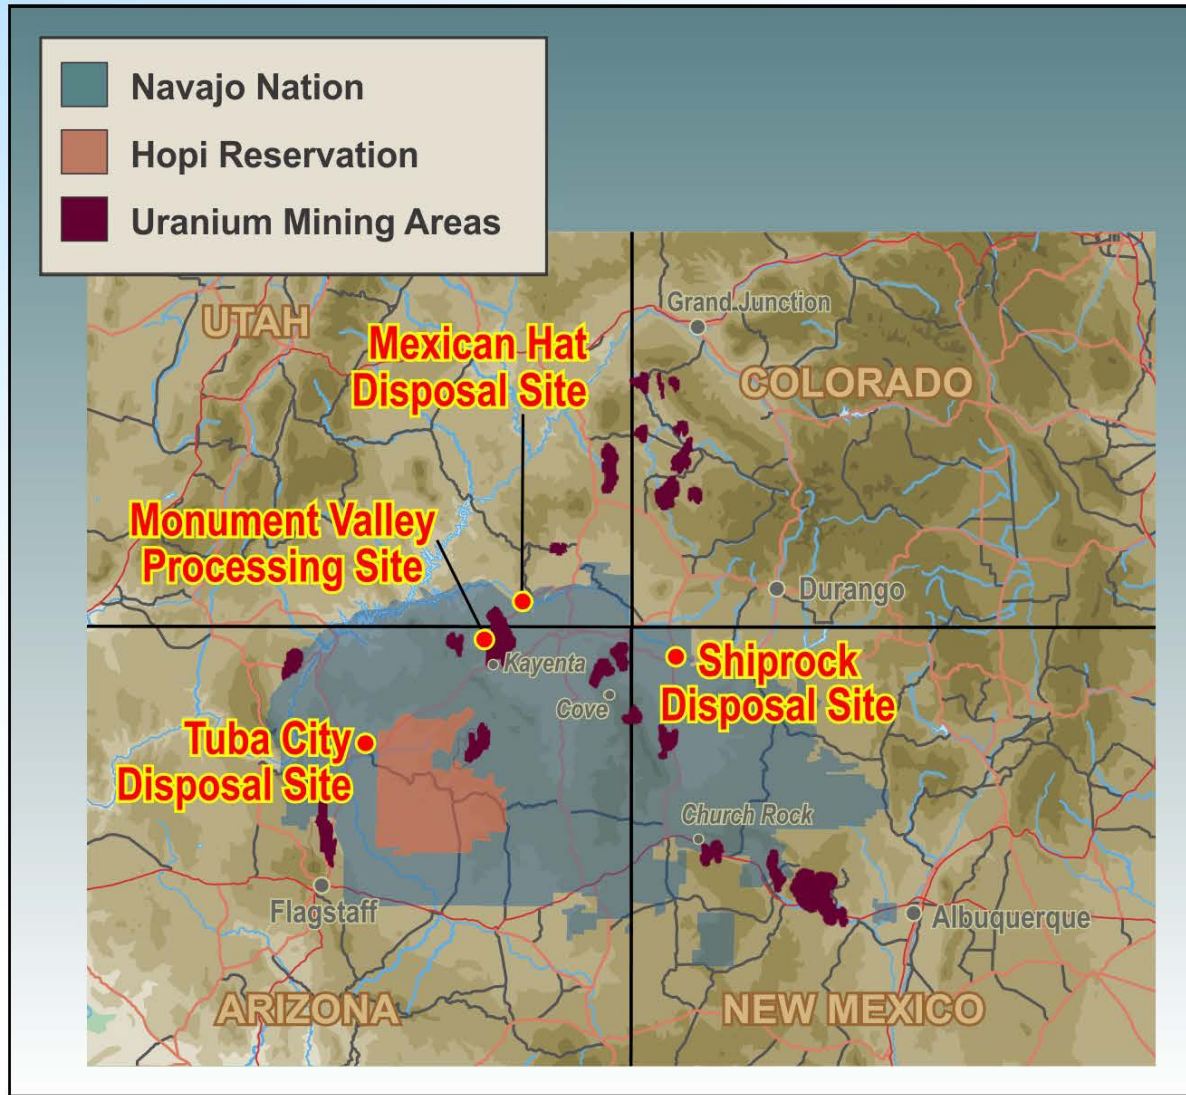 Navajo Nation
Hopi Reservation
Uranium Mining Areas
UTAH
Grand Junction
Mexican Hat
Disposal Site
COLORADO
Monument Valley
Processing Site
Durango
Kayenta
Shiprock
Disposal Site
Cove
Tuba City
Disposal Site
Church Rock
Flagstaff
Albuquerque
ARIZONA
NEW MEXICO